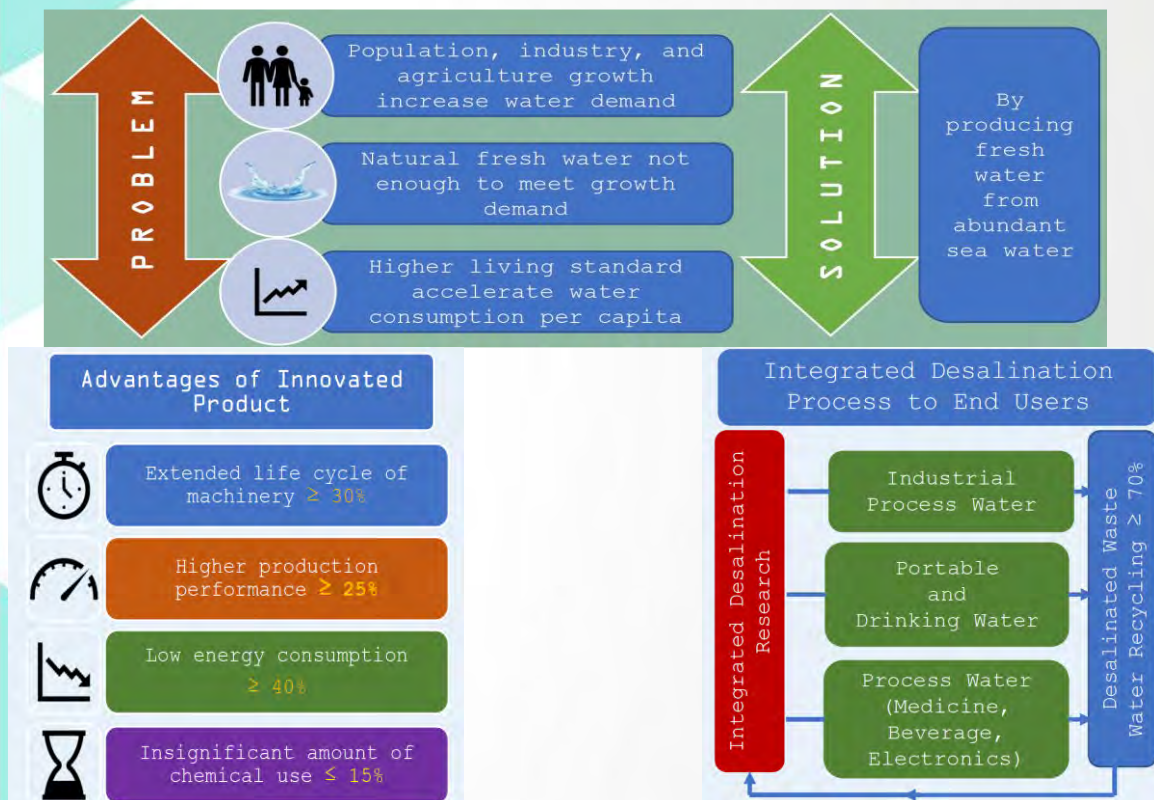 PROBLEM
Population, industry, and
agriculture growth
increase water demand
Natural fresh water not
enough to meet growth
demand
Higher living standard
accelerate water
consumption per capita
SOLUTION
By
producing
fresh
water
from
abundant
sea water
Advantages of Innovated
Product
Extended life cycle of
machinery ≥ 30%
Higher production
performance ≥ 25%
Low energy consumption
≥ 40%
Insignificant amount of
chemical use ≤ 15%
Integrated Desalination
Process to End Users
Integrated Desalination
Research
Industrial
Process Water
Portable
and
Drinking Water
Process Water
(Medicine,
Beverage,
Electronics)
Desalinated Waste
Water Recycling ≥ 70%